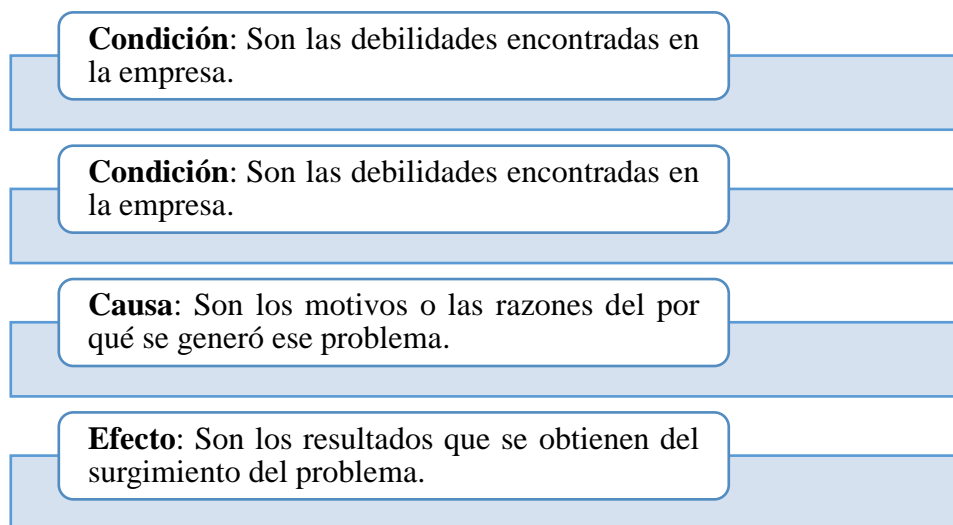 Condición: Son las debilidades encontradas en
la empresa.
Condición: Son las debilidades encontradas en
la empresa.
Causa: Son los motivos o las razones del por
qué se generó ese problema.
Efecto: Son los resultados que se obtienen del
surgimiento del problema.